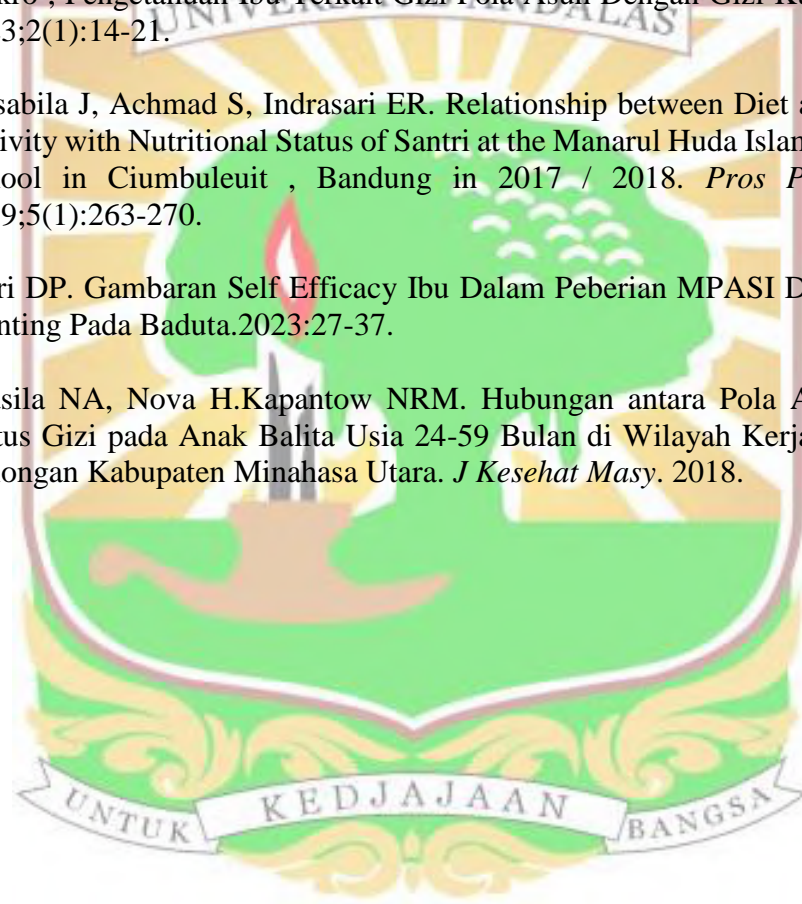 kro , Pengetahuan Ibu Terkait Gizi Pola Asuh Dengan Gizi
3;2(1):14-21.
UNIVERSITAS ANDALAS
sabila J, Achmad S, Indrasari ER. Relationship between Diet a
ivity with Nutritional Status of Santri at the Manarul Huda Islam
ool in Ciumbuleuit , Bandung in 2017 / 2018. Pros P
9;5(1):263-270.
ri DP. Gambaran Self Efficacy Ibu Dalam Peberian MPASI D
nting Pada Baduta.2023:27-37.
sila NA, Nova H.Kapantow NRM. Hubungan antara Pola A
tus Gizi pada Anak Balita Usia 24-59 Bulan di Wilayah Kerja
ongan Kabupaten Minahasa Utara. J Kesehat Masy. 2018.
UNTUK KEDJAJAAN BANGSA